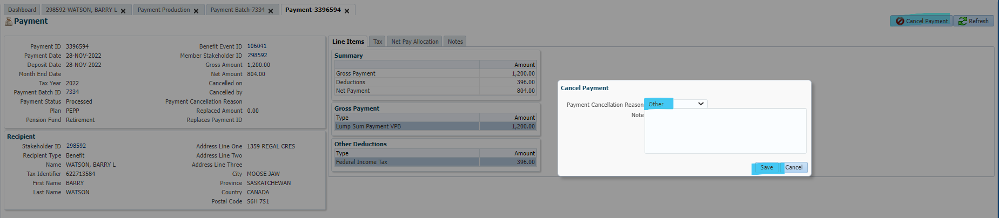 Dashboard 298592-WATSON, BARRY L Payment Production Payment Batch-7334 Payment-3396594
Payment
Cancel Payment Refresh
Payment ID 3396594 Benefit Event ID 106041
Payment Date 28-NOV-2022 Member Stakeholder ID 298592
Deposit Date 28-NOV-2022 Gross Amount 1,200.00
Month End Date Net Amount 804.00
Tax Year 2022 Cancelled on
Payment Batch ID 7334 Cancelled by
Payment Status Processed Payment Cancellation Reason
Plan PEPP Replaced Amount 0.00
Pension Fund Retirement Replaces Payment ID
Recipient
Stakeholder ID 298592 Address Line One 1359 REGAL CRES
Recipient Type Benefit Address Line Two
Name WATSON, BARRY L Address Line Three
Tax Identifier 622713584 City MOOSE JAW
First Name BARRY Province SASKATCHEWAN
Last Name WATSON Country CANADA
Postal Code S6H 7S1
Line Items Tax Net Pay Allocation Notes
Summary
Amount
Gross Payment 1,200.00
Deductions 396.00
Net Payment 804.00
Gross Payment
Type Amount
Lump Sum Payment VPB 1,200.00
Other Deductions
Type Amount
Federal Income Tax 396.00
Cancel Payment
Payment Cancellation Reason Other
Note
Save Cancel